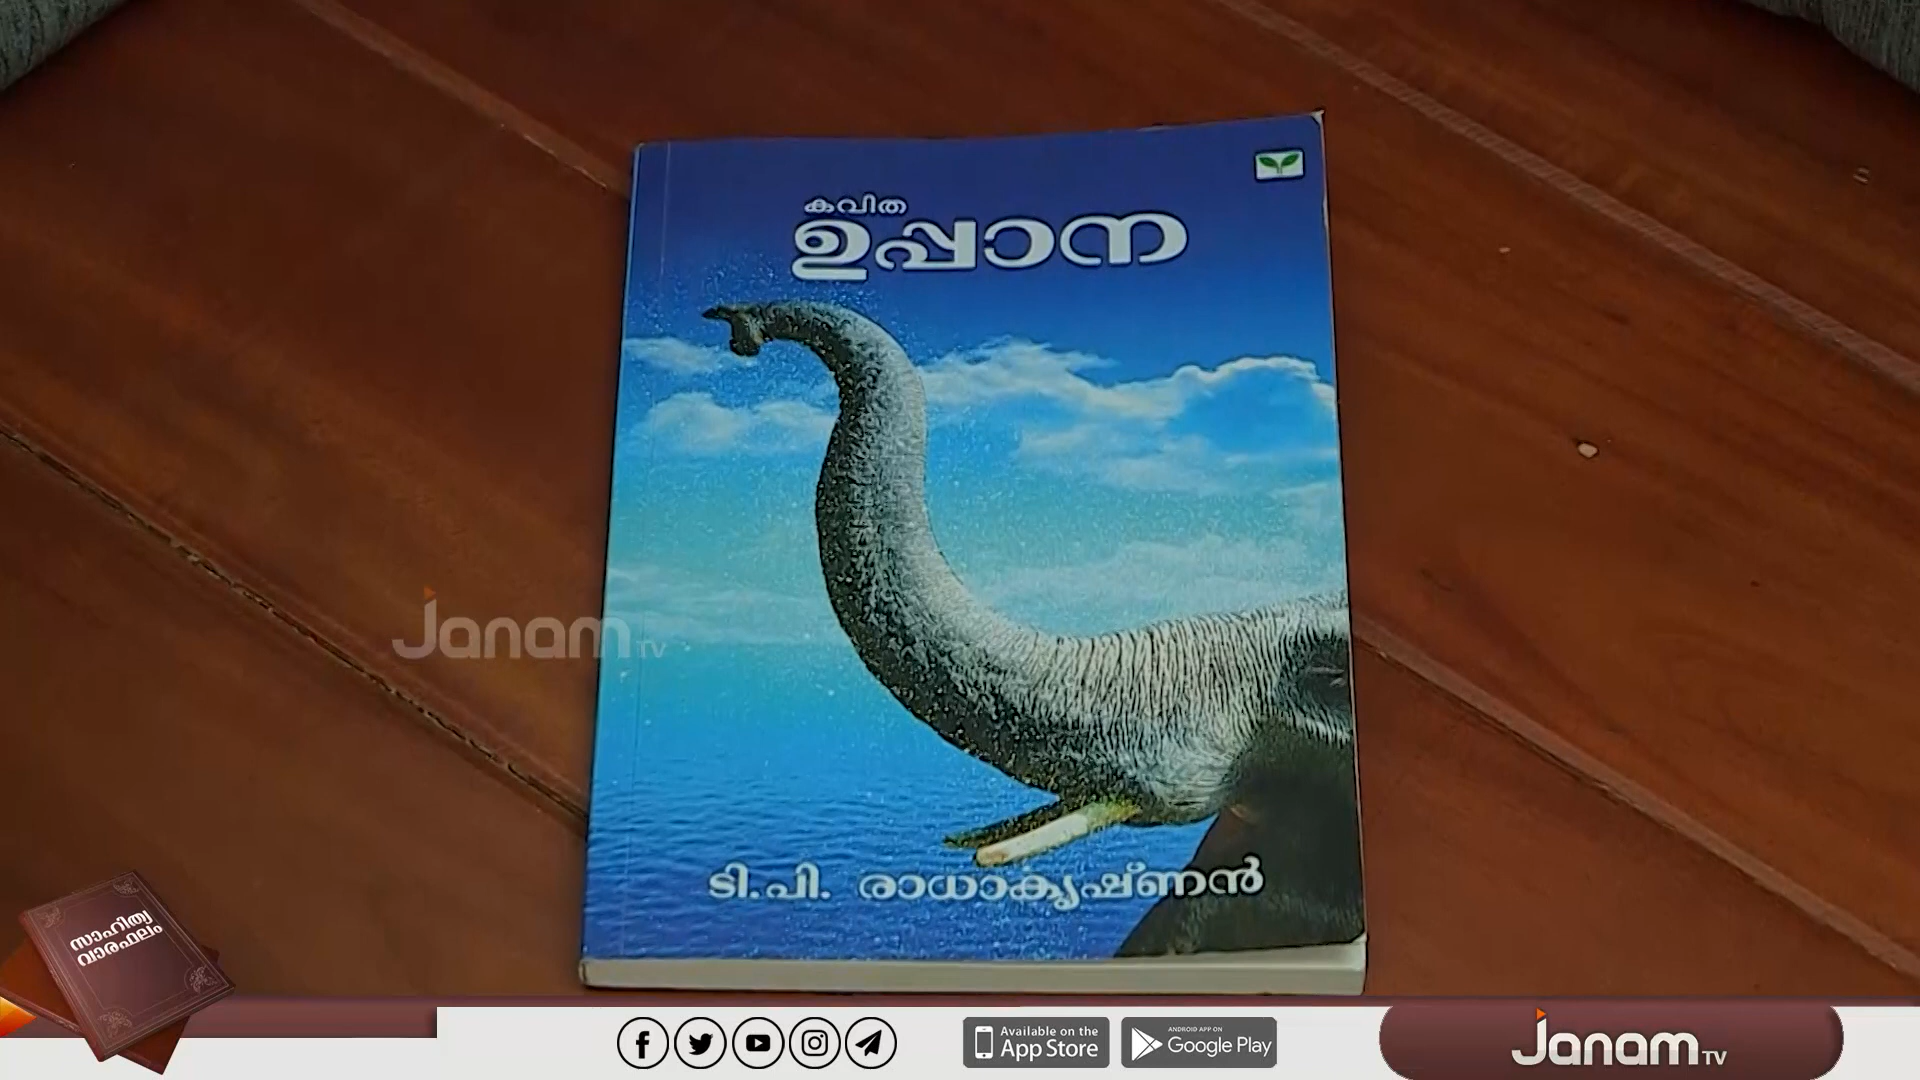 കവിത
ഉപ്പാന
ടി.പി. രാധാകൃഷ്ണൻ
Janam TV
സാഹിത്യ
വാരഫലം
Available on the
App Store
ANDROID APP ON
Google Play
Janam TV